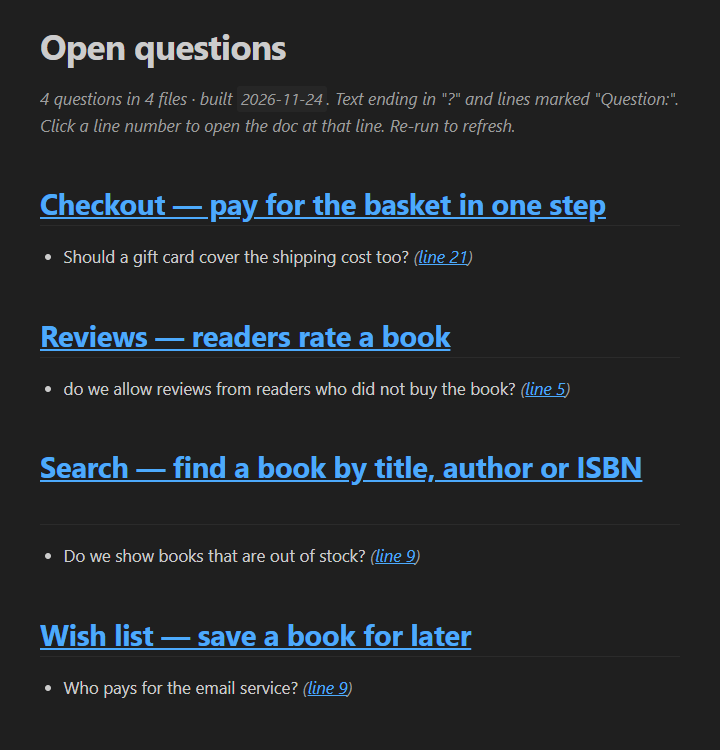 Open questions
4 questions in 4 files · built 2026-11-24. Text ending in "?" and lines marked "Question:".
Click a line number to open the doc at that line. Re-run to refresh.
Checkout — pay for the basket in one step
• Should a gift card cover the shipping cost too? (line 21)
Reviews — readers rate a book
• do we allow reviews from readers who did not buy the book? (line 5)
Search — find a book by title, author or ISBN
• Do we show books that are out of stock? (line 9)
Wish list — save a book for later
• Who pays for the email service? (line 9)